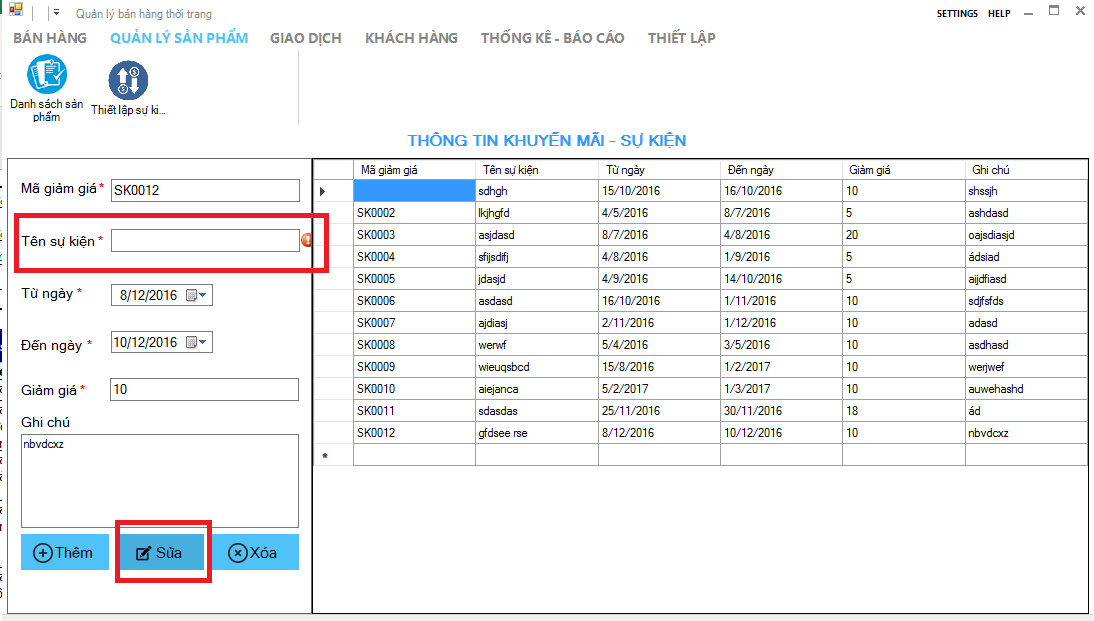 Quản lý bán hàng thời trang
SETTINGS HELP
BÁN HÀNG QUẢN LÝ SẢN PHẨM GIAO DỊCH KHÁCH HÀNG THỐNG KÊ - BÁO CÁO THIẾT LẬP
Danh sách sản phẩm
Thiết lập sự ki...
THÔNG TIN KHUYẾN MÃI - SỰ KIỆN
Mã giảm giá* SK0012
Tên sự kiện *
Từ ngày * 8/12/2016
Đến ngày * 10/12/2016
Giảm giá * 10
Ghi chú
nbvdcxz
Thêm Sửa Xóa
Mã giảm giá Tên sự kiện Từ ngày Đến ngày Giảm giá Ghi chú
sdhgh 15/10/2016 16/10/2016 10 shssjh
SK0002 lkjhgfd 4/5/2016 8/7/2016 5 ashdasd
SK0003 asjdasd 8/7/2016 4/8/2016 20 oajsdiasjd
SK0004 sfijsdifj 4/8/2016 1/9/2016 5 ádsiad
SK0005 jdasjd 4/9/2016 14/10/2016 5 aijdfiasd
SK0006 asdasd 16/10/2016 1/11/2016 10 sdjfsfds
SK0007 ajdiasj 2/11/2016 1/12/2016 10 adasd
SK0008 werwf 5/4/2016 3/5/2016 10 asdhasd
SK0009 wieuqsbcd 15/8/2016 1/2/2017 10 werjwef
SK0010 aiejanca 5/2/2017 1/3/2017 10 auwehashd
SK0011 sdasdas 25/11/2016 30/11/2016 18 ád
SK0012 gfdsee rse 8/12/2016 10/12/2016 10 nbvdcxz
*